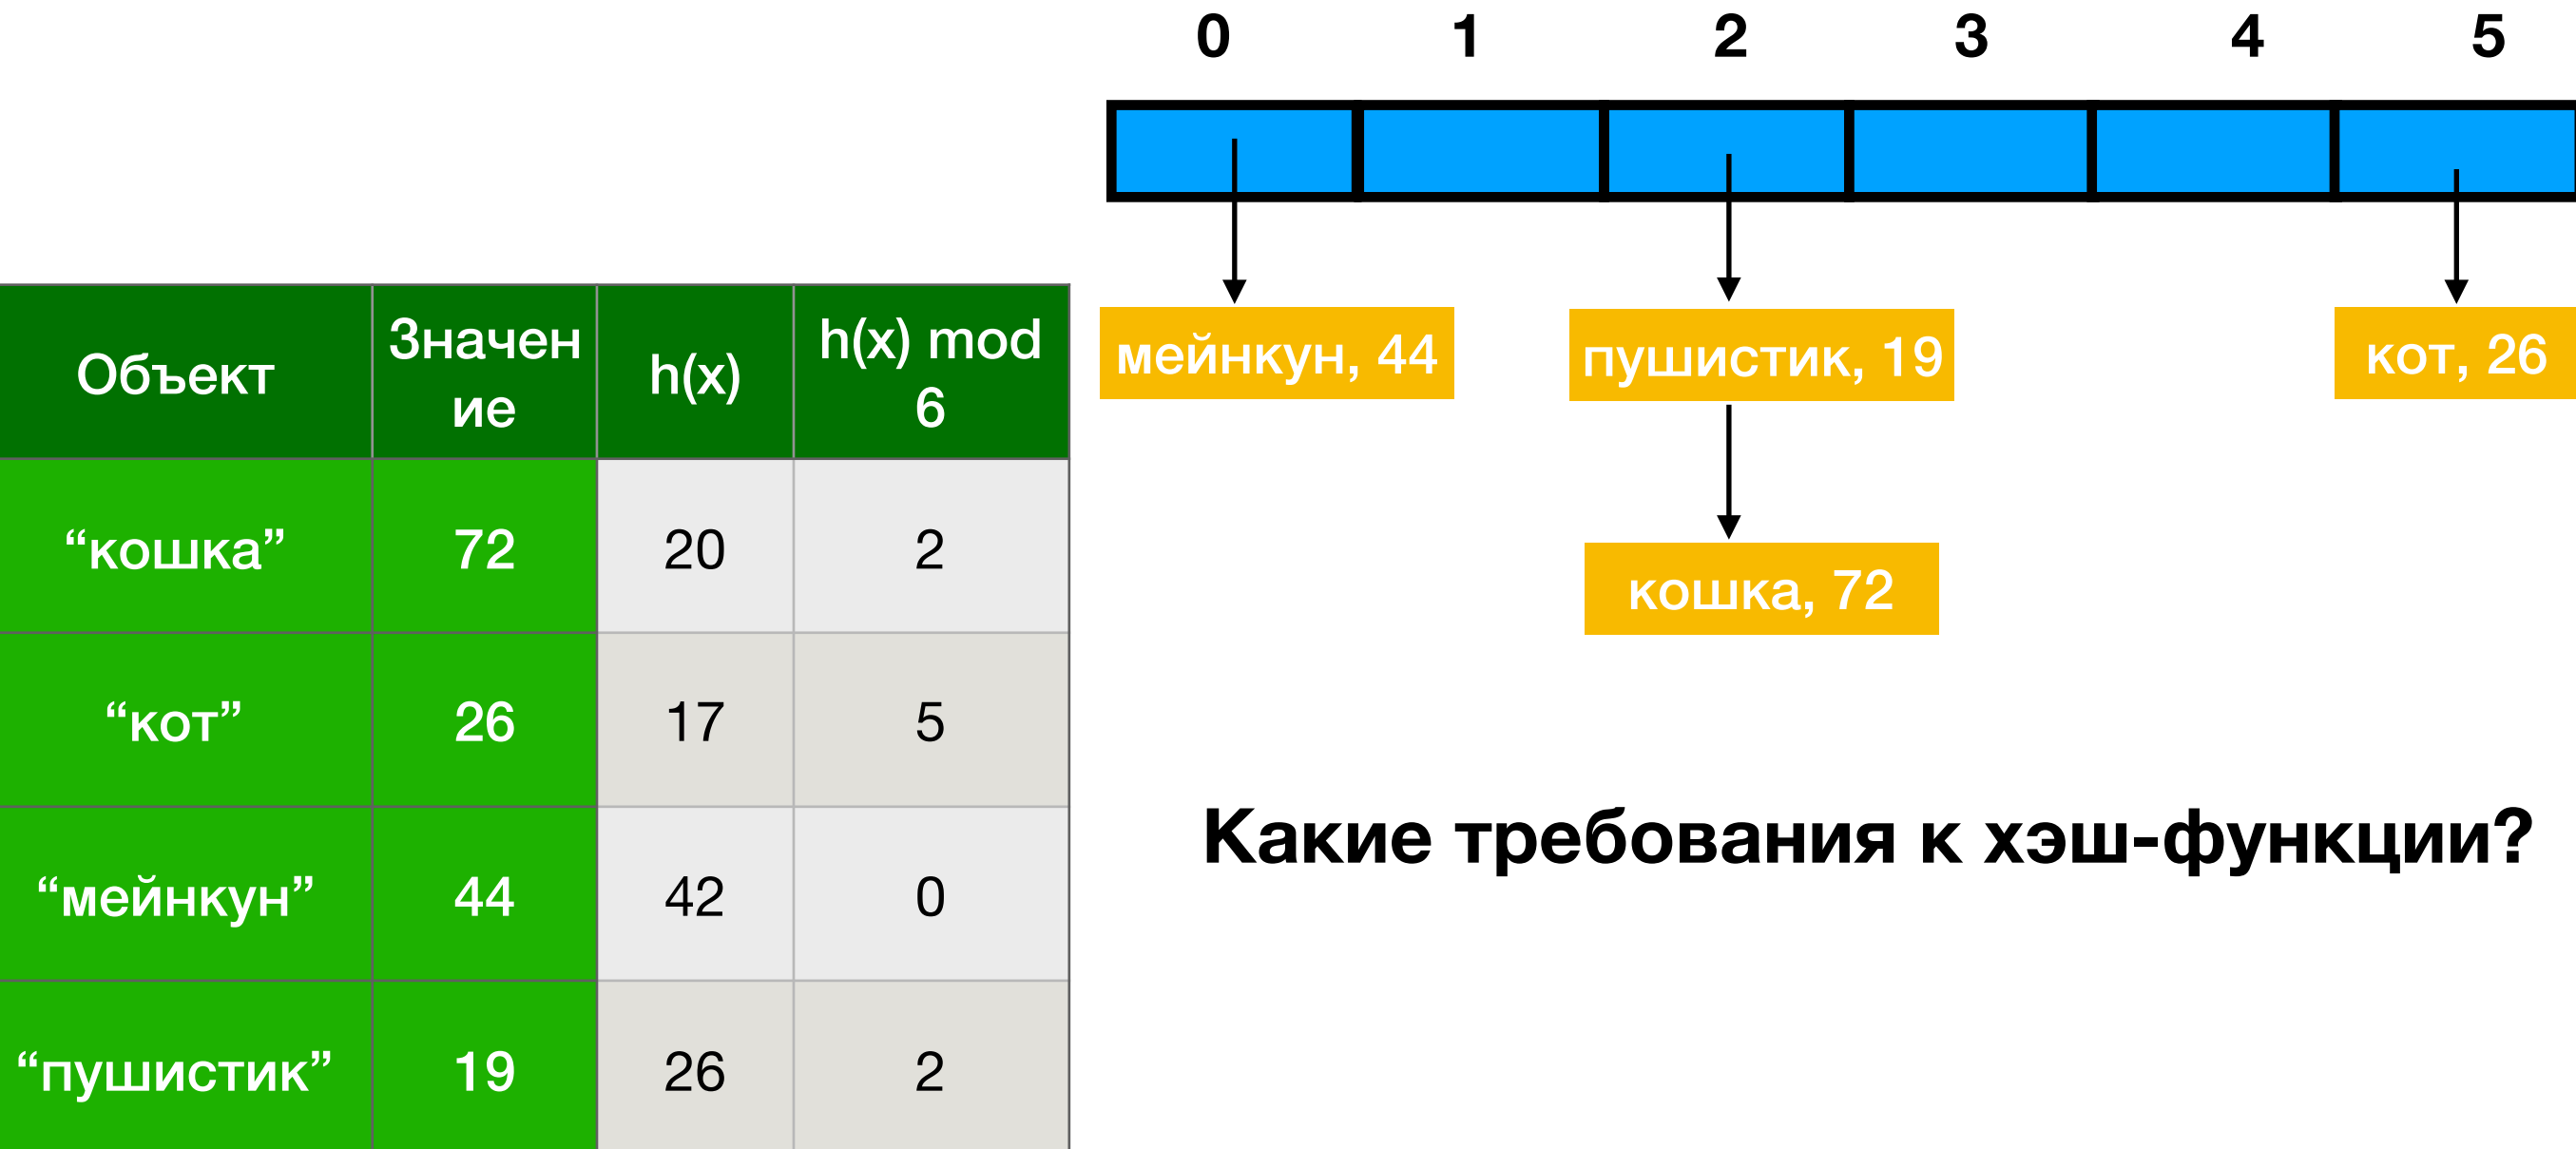 0 1 2 3 4 5
мейнкун, 44 пушистик, 19 кот, 26
кошка, 72
Объект Значен h(x) h(x) mod
ие 6
“кошка” 72 20 2
“кот” 26 17 5
“мейнкун” 44 42 0
“пушистик” 19 26 2
Какие требования к хэш-функции?